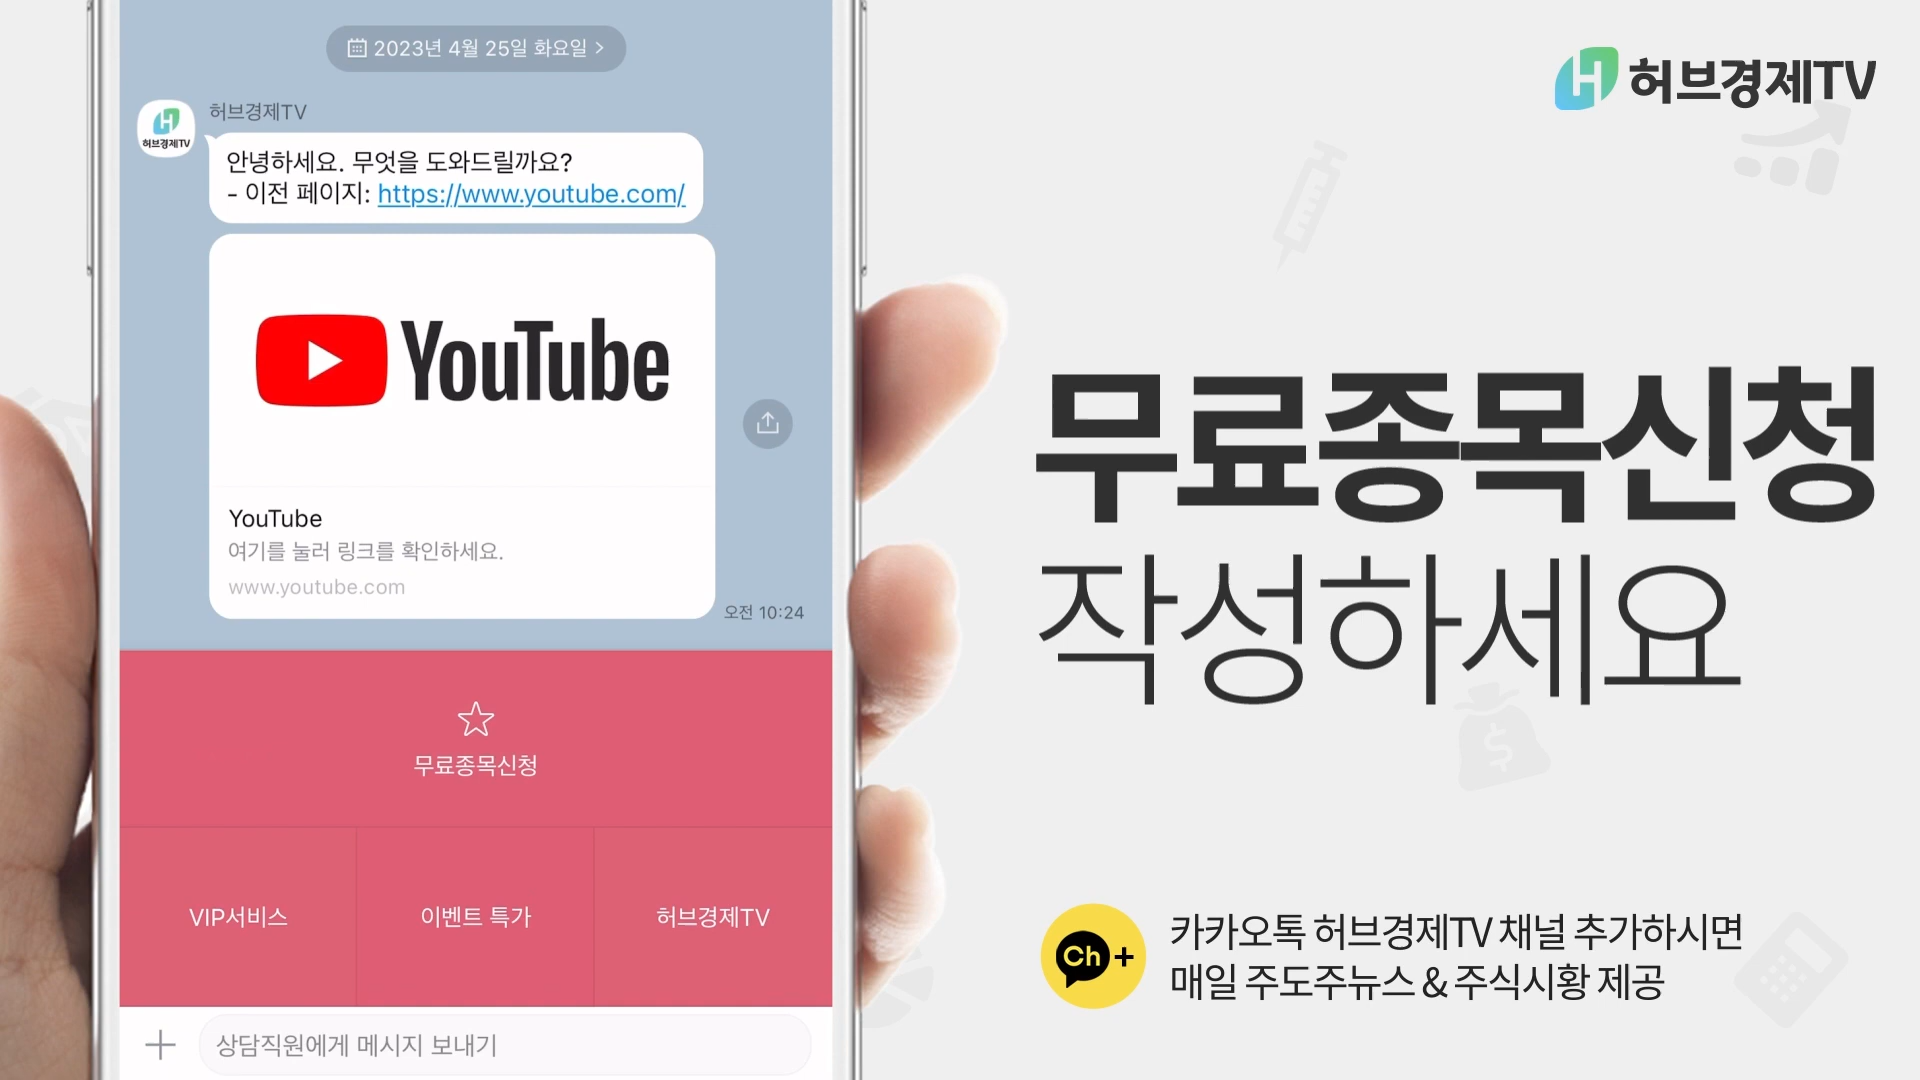 2023년 4월 25일 화요일 >
허브경제TV
H
허브경제TV
안녕하세요. 무엇을 도와드릴까요?
- 이전 페이지: https://www.youtube.com/
YouTube
YouTube
여기를 눌러 링크를 확인하세요.
www.youtube.com
오전 10:24
무료종목신청
VIP서비스
이벤트 특가
허브경제TV
상담직원에게 메시지 보내기
H 허브경제TV
무료종목신청
작성하세요
$
Ch+
카카오톡 허브경제TV 채널 추가하시면
매일 주도주뉴스 & 주식시황 제공